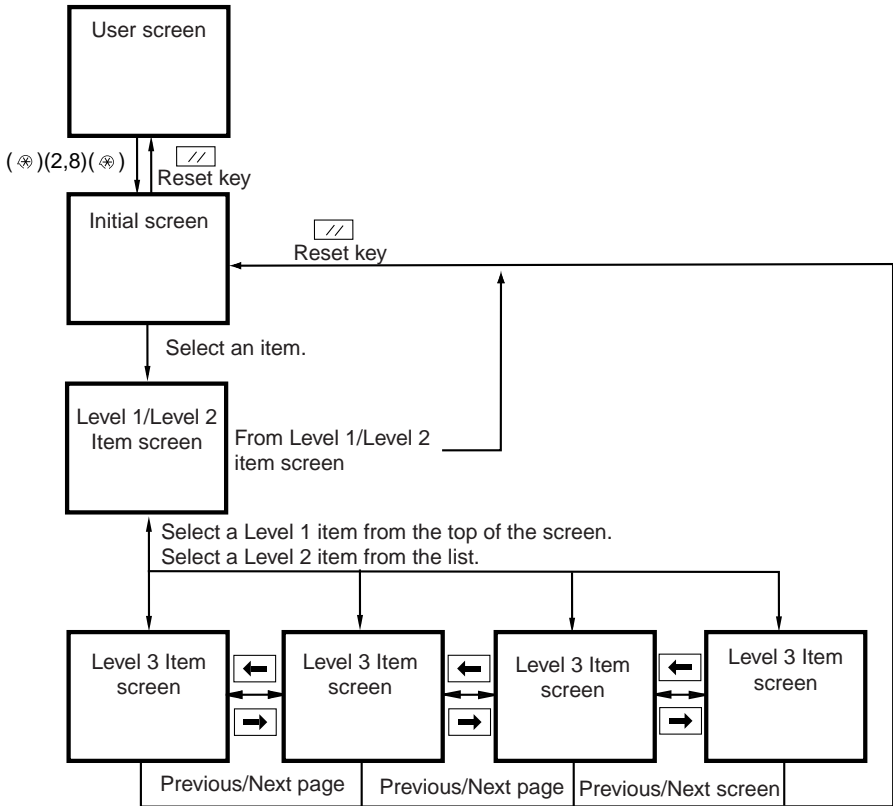 User screen
(⊛)(2,8)(⊛)
Reset key
Initial screen
Reset key
Select an item.
Level 1/Level 2
Item screen
From Level 1/Level 2
item screen
Select a Level 1 item from the top of the screen.
Select a Level 2 item from the list.
Level 3 Item
screen
Level 3 Item
screen
Level 3 Item
screen
Level 3 Item
screen
Previous/Next page
Previous/Next page
Previous/Next screen